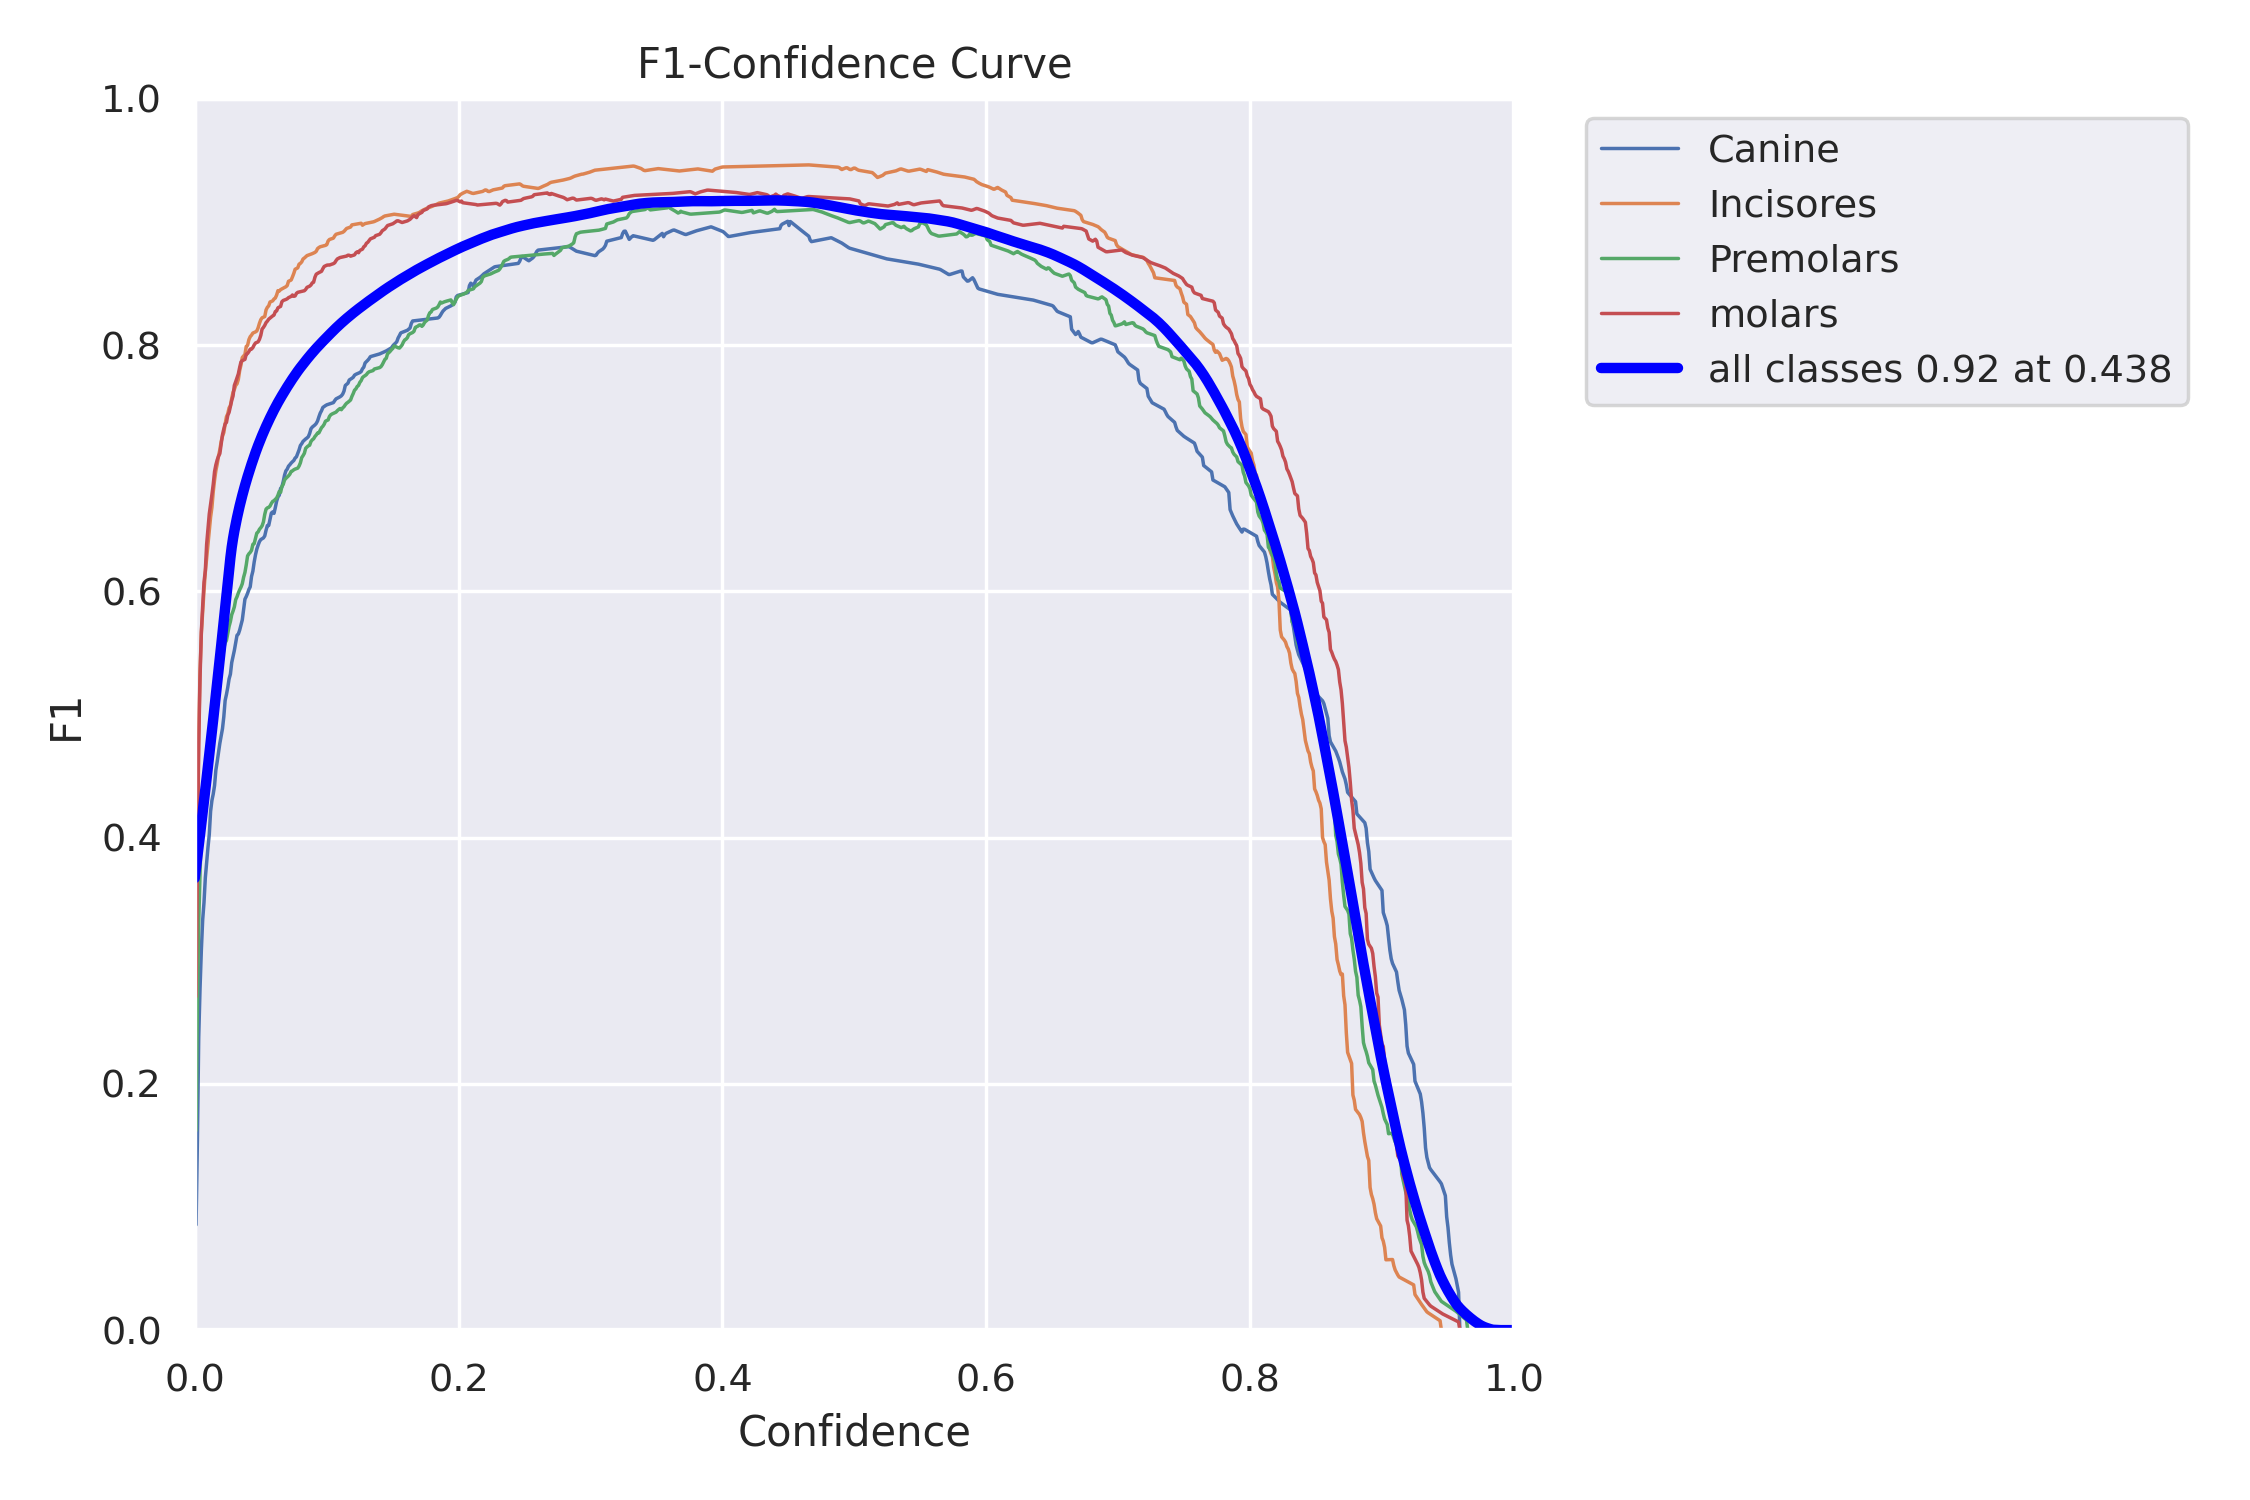 F1-Confidence Curve
1.0
0.8
0.6
0.4
0.2
0.0
F1
0.0 0.2 0.4 0.6 0.8 1.0
Confidence
Canine
Incisores
Premolars
molars
all classes 0.92 at 0.438